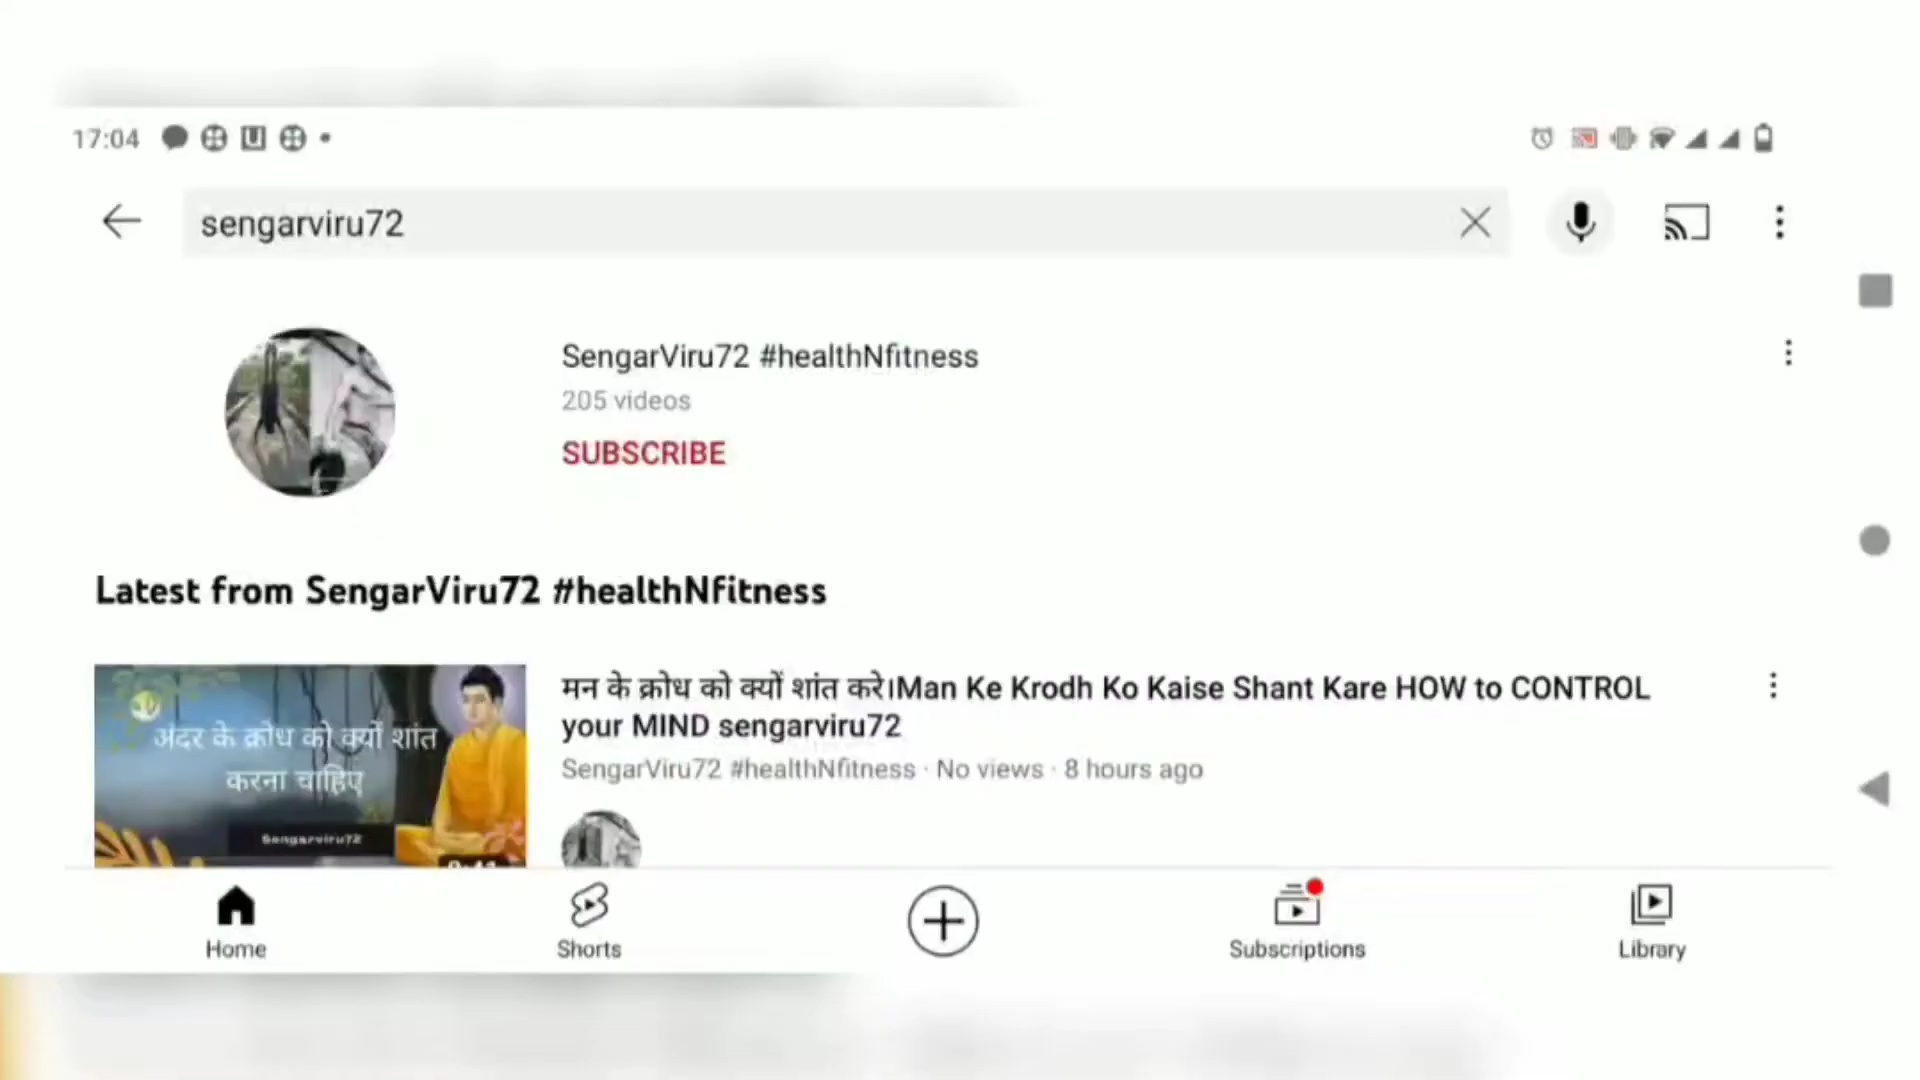 17:04
sengarviru72
SengarViru72 #healthNfitness
205 videos
SUBSCRIBE
Latest from SengarViru72 #healthNfitness
अंदर के क्रोध को क्यों शांत
करना चाहिए
Sengarviru72
मन के क्रोध को क्यों शांत करे।Man Ke Krodh Ko Kaise Shant Kare HOW to CONTROL
your MIND sengarviru72
SengarViru72 #healthNfitness · No views · 8 hours ago
Home
Shorts
Subscriptions
Library